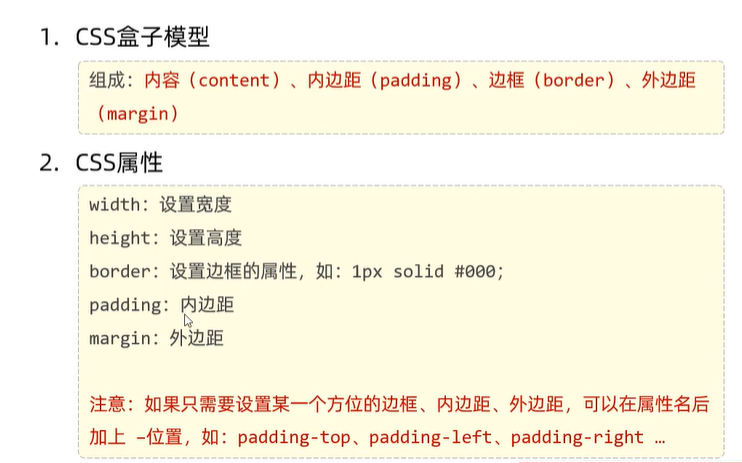 1. CSS盒子模型
组成：内容（content）、内边距（padding）、边框（border）、外边距
（margin）
2. CSS属性
width：设置宽度
height：设置高度
border：设置边框的属性，如：1px solid #000;
padding：内边距
margin：外边距
注意：如果只需要设置某一个方位的边框、内边距、外边距，可以在属性名后
加上 –位置，如：padding-top、padding-left、padding-right …